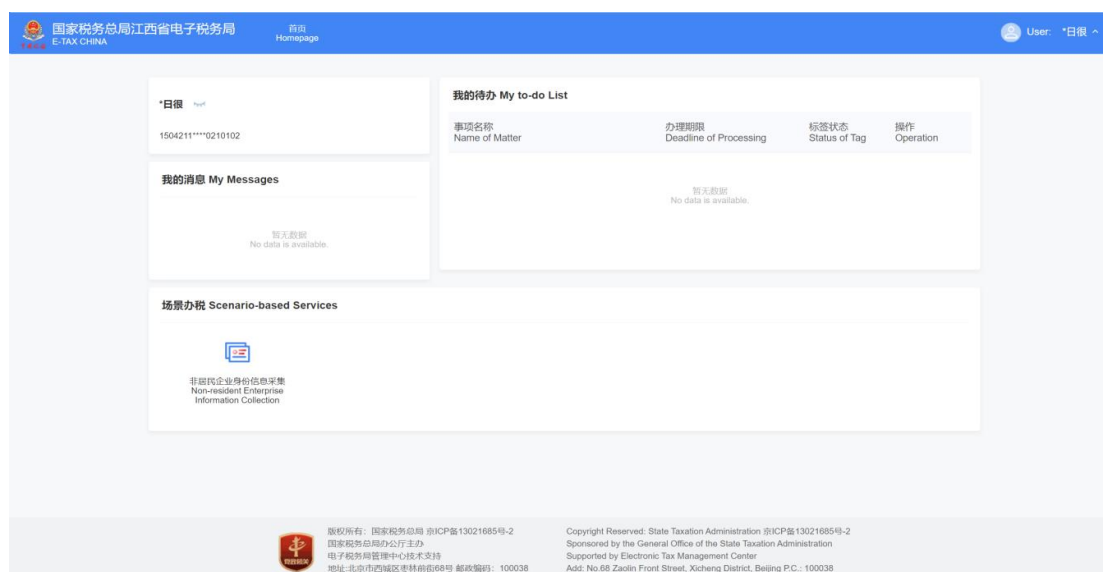 国家税务总局江西省电子税务局
E-TAX CHINA
首页
Homepage
User: *日很
*日很
1504211****0210102
我的消息 My Messages
暂无数据
No data is available.
我的待办 My to-do List
事项名称
Name of Matter
办理期限
Deadline of Processing
标签状态
Status of Tag
操作
Operation
暂无数据
No data is available.
场景办税 Scenario-based Services
非居民企业身份信息采集
Non-resident Enterprise
Information Collection
党政机关
版权所有：国家税务总局 京ICP备13021685号-2
国家税务总局办公厅主办
电子税务局管理中心技术支持
地址:北京市西城区枣林前街68号 邮政编码：100038
Copyright Reserved: State Taxation Administration 京ICP备13021685号-2
Sponsored by the General Office of the State Taxation Administration
Supported by Electronic Tax Management Center
Add: No.68 Zaolin Front Street, Xicheng District, Beijing P.C.: 100038